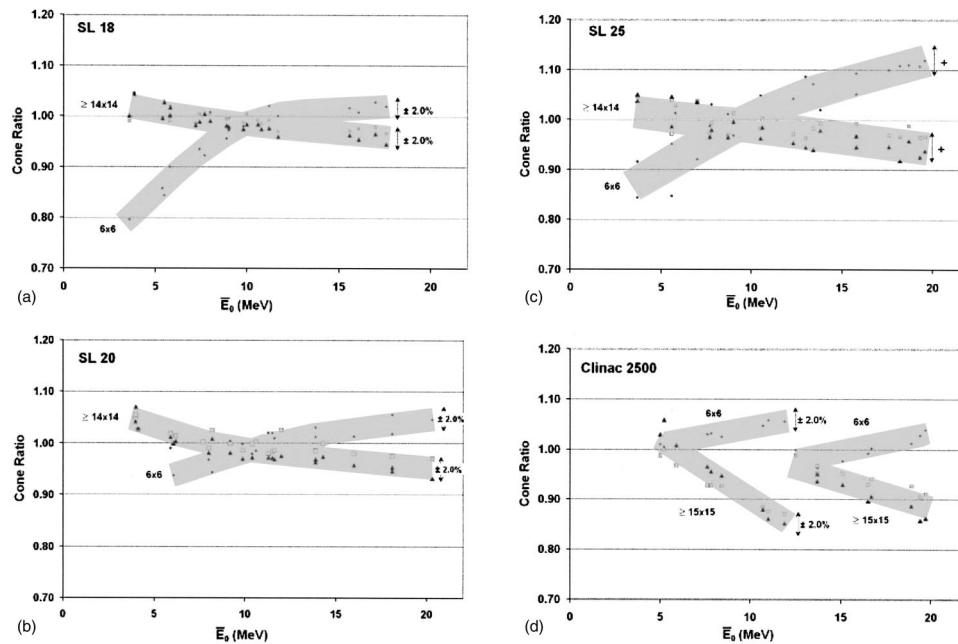 SL 18
1.20
1.10
1.00
0.90
0.80
0.70
Cone Ratio
≥ 14x14
6x6
± 2.0%
± 2.0%
0 5 10 15 20
Ē₀ (MeV)
(a)
SL 25
1.20
1.10
1.00
0.90
0.80
0.70
Cone Ratio
≥ 14x14
6x6
+
+
0 5 10 15 20
Ē₀ (MeV)
(c)
SL 20
1.20
1.10
1.00
0.90
0.80
0.70
Cone Ratio
≥ 14x14
6x6
± 2.0%
± 2.0%
0 5 10 15 20
Ē₀ (MeV)
(b)
Clinac 2500
1.20
1.10
1.00
0.90
0.80
0.70
Cone Ratio
6x6
± 2.0%
6x6
≥ 15x15
± 2.0%
≥ 15x15
0 5 10 15 20
Ē₀ (MeV)
(d)